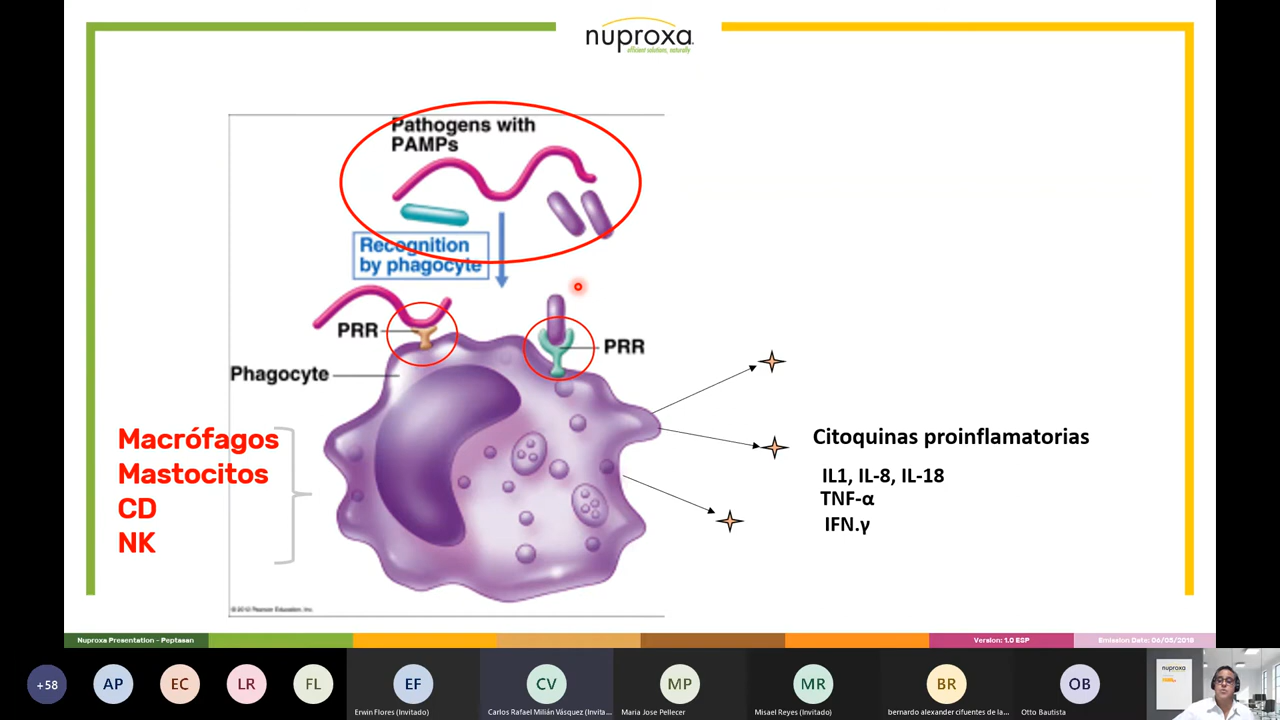 nuproxa
efficient solutions, naturally
Pathogens with
PAMPs
Recognition
by phagocyte
PRR
PRR
Phagocyte
Macrófagos
Mastocitos
CD
NK
Citoquinas proinflamatorias
IL1, IL-8, IL-18
TNF-α
IFN.γ
© 2012 Pearson Education, Inc.
Nuproxa Presentation - Peptasan
Version: 1.0 ESP
Emission Date: 06/05/2018
+58
AP
EC
LR
FL
EF
CV
MP
MR
BR
OB
Erwin Flores (Invitado)
Carlos Rafael Milián Vásquez (Invita...
Maria Jose Pellecer
Misael Reyes (Invitado)
bernardo alexander cifuentes de la...
Otto Bautista
nuproxa